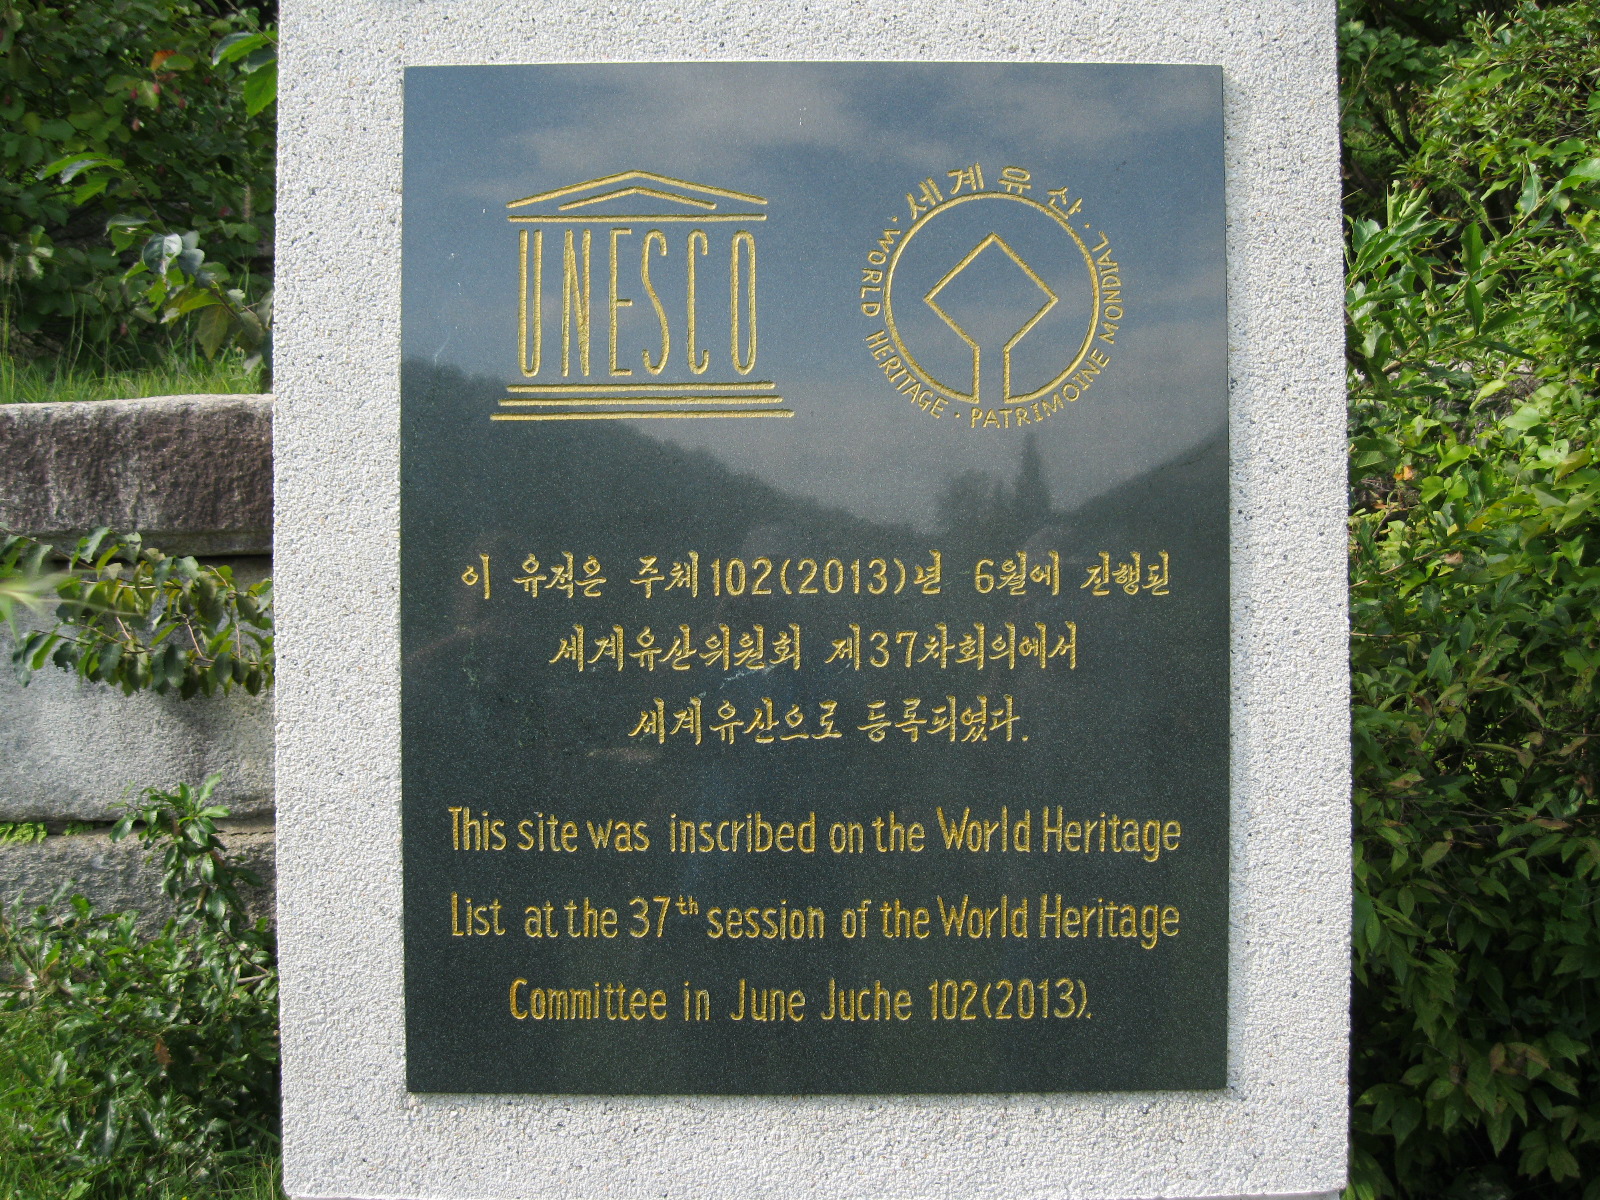 UNESCO
· 세계유산 ·
WORLD HERITAGE · PATRIMOINE MONDIAL
이 유적은 주체102(2013)년 6월에 진행된
세계유산위원회 제37차회의에서
세계유산으로 등록되였다.
This site was inscribed on the World Heritage
List at the 37th session of the World Heritage
Committee in June Juche 102(2013).